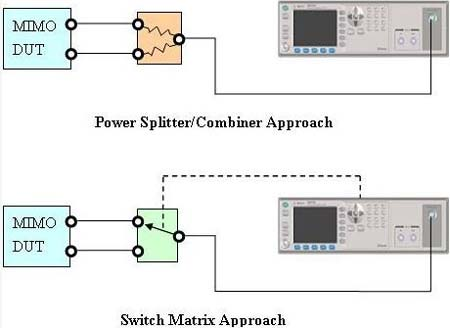 MIMO
DUT
Power Splitter/Combiner Approach
MIMO
DUT
Switch Matrix Approach